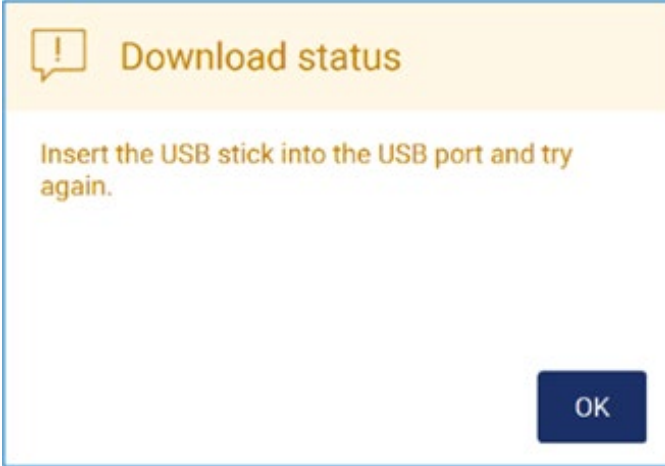 Download status
Insert the USB stick into the USB port and try
again.
OK